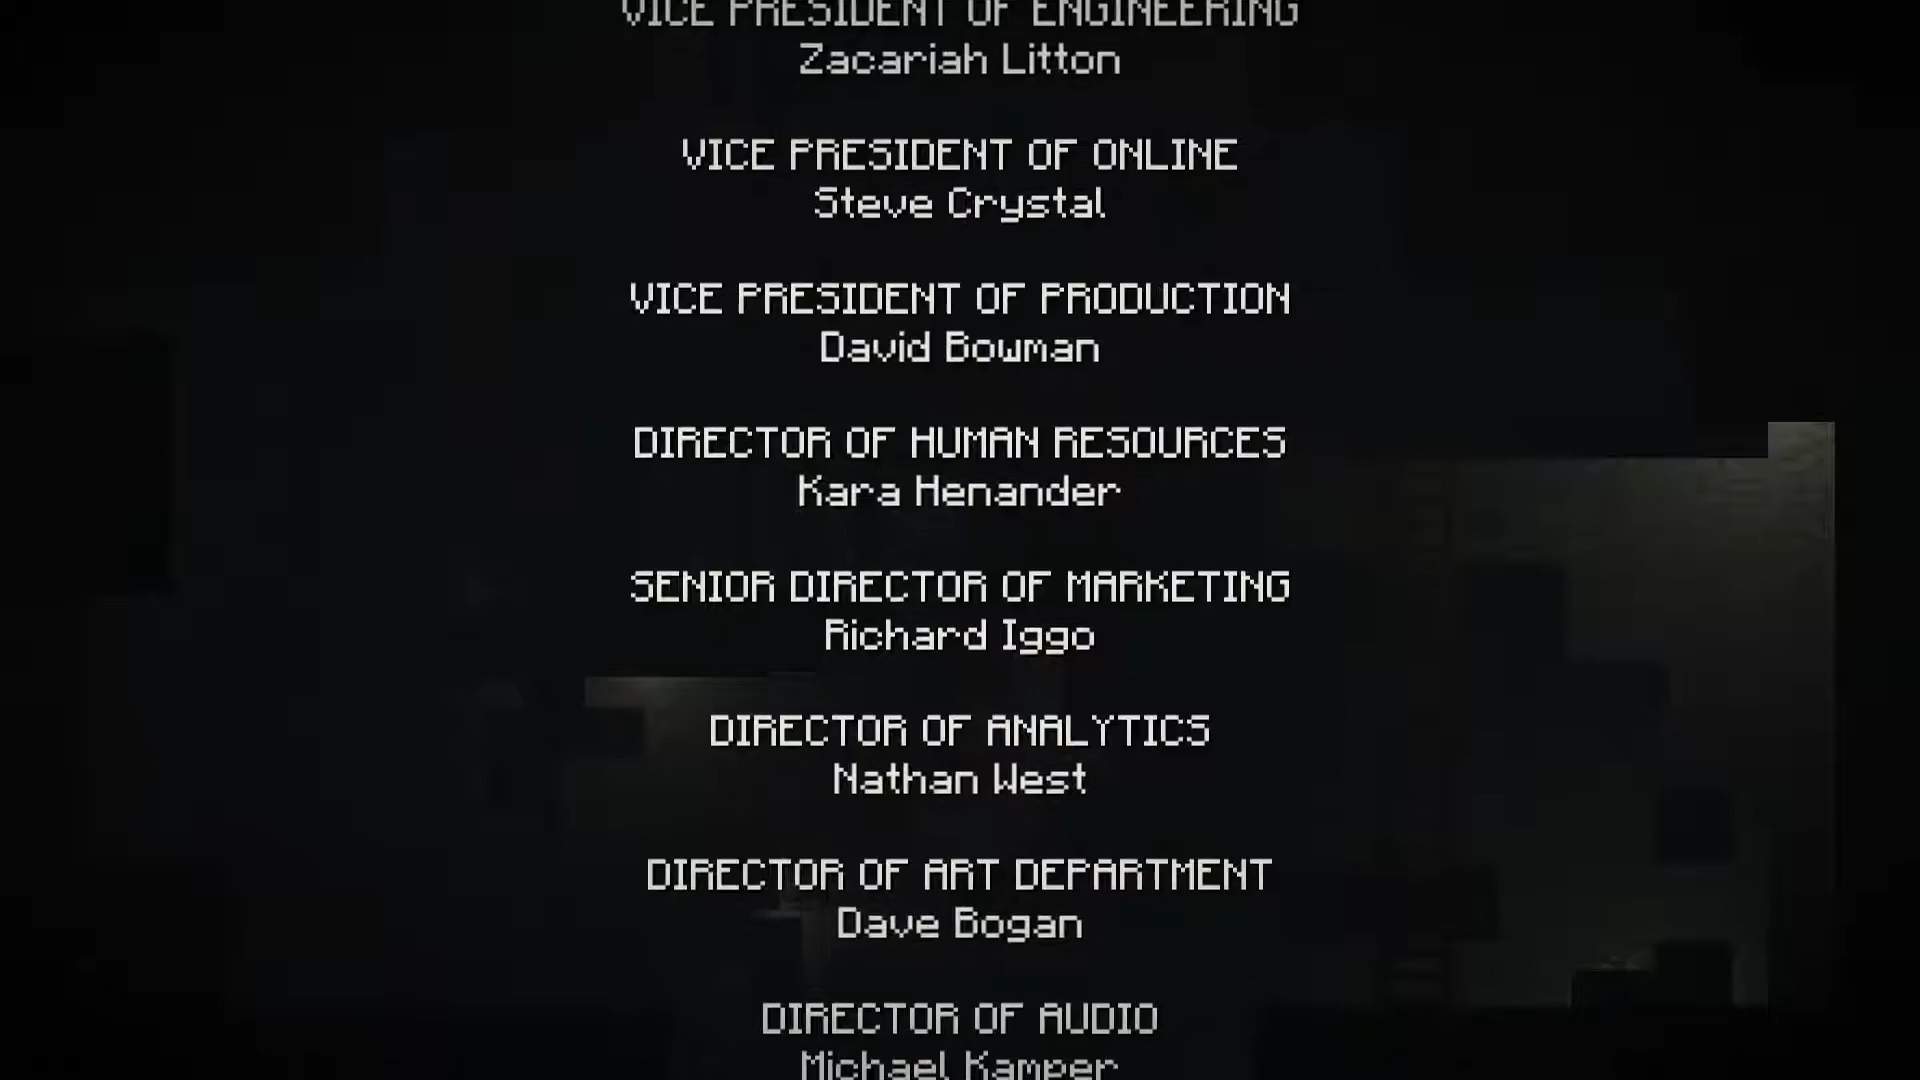 VICE PRESIDENT OF ENGINEERING
Zacariah Litton
VICE PRESIDENT OF ONLINE
Steve Crystal
VICE PRESIDENT OF PRODUCTION
David Bowman
DIRECTOR OF HUMAN RESOURCES
Kara Henander
SENIOR DIRECTOR OF MARKETING
Richard Iggo
DIRECTOR OF ANALYTICS
Nathan West
DIRECTOR OF ART DEPARTMENT
Dave Bogan
DIRECTOR OF AUDIO
Michael Kamper